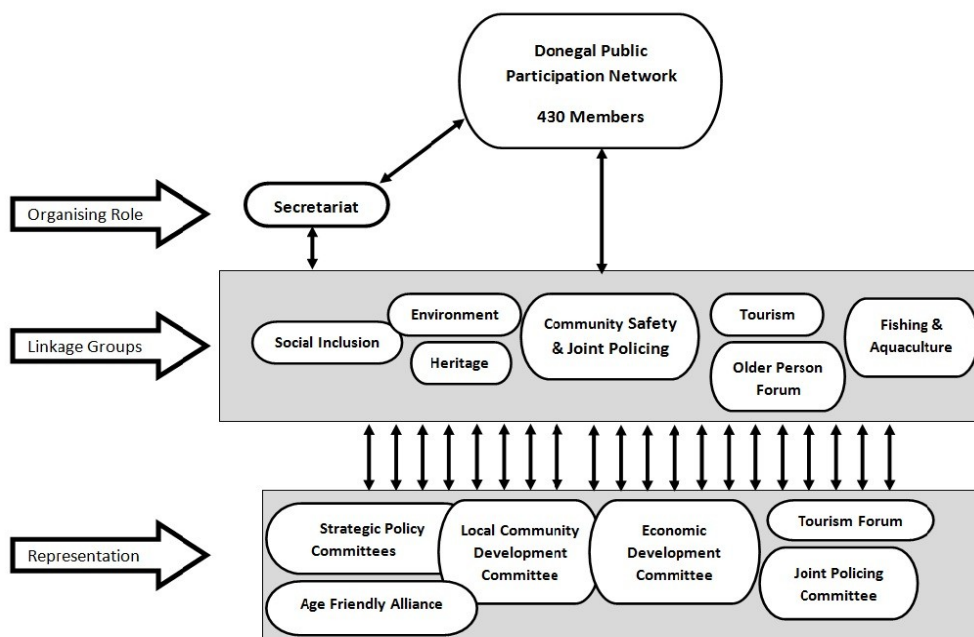 Donegal Public
Participation Network
430 Members
Organising Role
Secretariat
Linkage Groups
Social Inclusion
Environment
Heritage
Community Safety
& Joint Policing
Tourism
Older Person
Forum
Fishing &
Aquaculture
Representation
Strategic Policy
Committees
Age Friendly Alliance
Local Community
Development
Committee
Economic
Development
Committee
Tourism Forum
Joint Policing
Committee